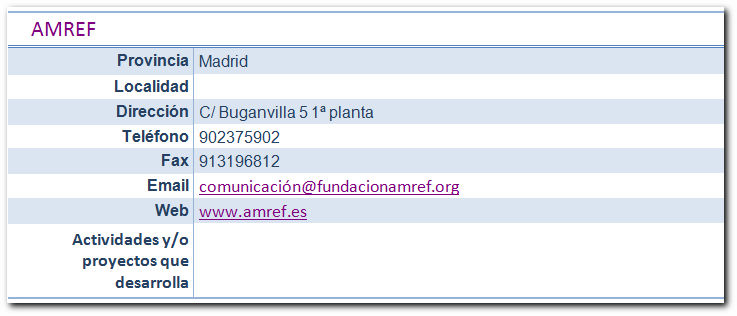 AMREF
Provincia Madrid
Localidad
Dirección C/ Buganvilla 5 1ª planta
Teléfono 902375902
Fax 913196812
Email comunicación@fundacionamref.org
Web www.amref.es
Actividades y/o
proyectos que
desarrolla